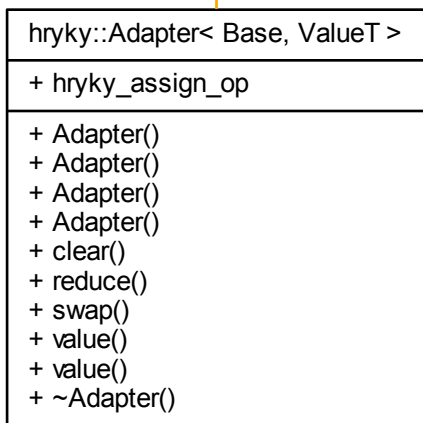 hryky::Adapter< Base, ValueT >
+ hryky_assign_op
+ Adapter()
+ Adapter()
+ Adapter()
+ Adapter()
+ clear()
+ reduce()
+ swap()
+ value()
+ value()
+ ~Adapter()